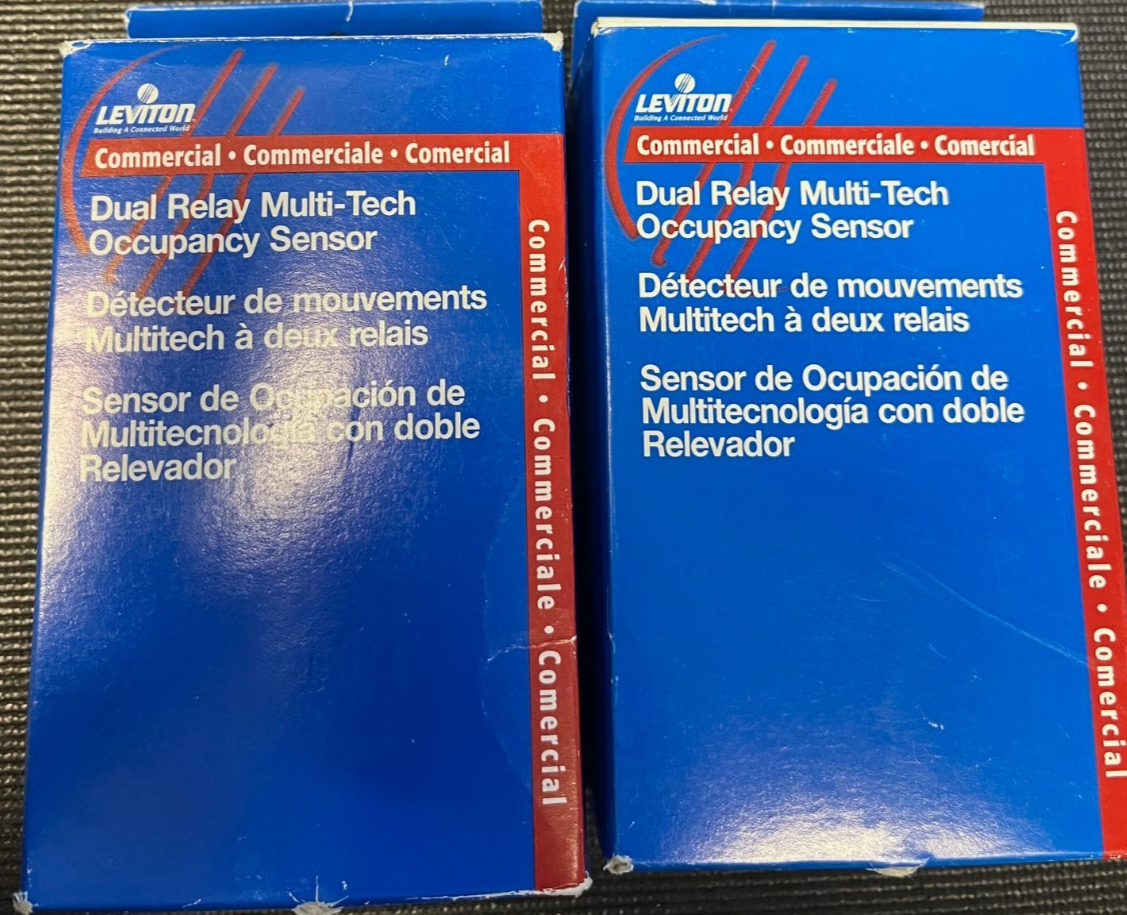 LEVITON
Building A Connected World
Commercial • Commerciale • Comercial
Dual Relay Multi-Tech
Occupancy Sensor
Détecteur de mouvements
Multitech à deux relais
Sensor de Ocupación de
Multitecnología con doble
Relevador
Commercial • Commerciale • Comercial
LEVITON
Building A Connected World
Commercial • Commerciale • Comercial
Dual Relay Multi-Tech
Occupancy Sensor
Détecteur de mouvements
Multitech à deux relais
Sensor de Ocupación de
Multitecnología con doble
Relevador
Commercial • Commerciale • Comercial